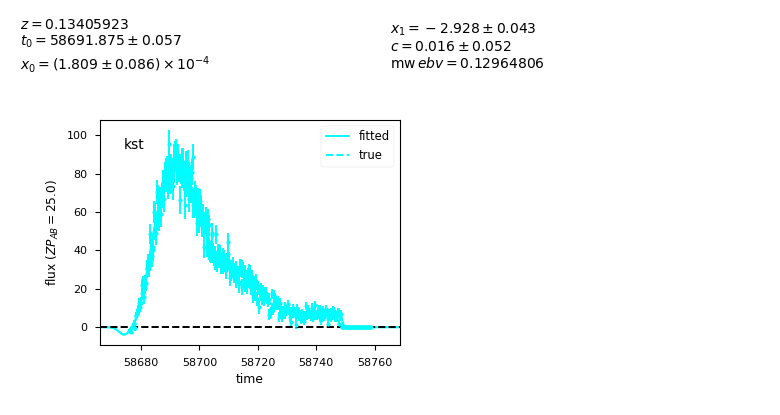 z = 0.13405923
t₀ = 58691.875 ± 0.057
x₀ = (1.809 ± 0.086) × 10⁻⁴
x₁ = −2.928 ± 0.043
c = 0.016 ± 0.052
mw ebv = 0.12964806
kst
fitted
true
flux (ZP_AB = 25.0)
100
80
60
40
20
0
58680 58700 58720 58740 58760
time